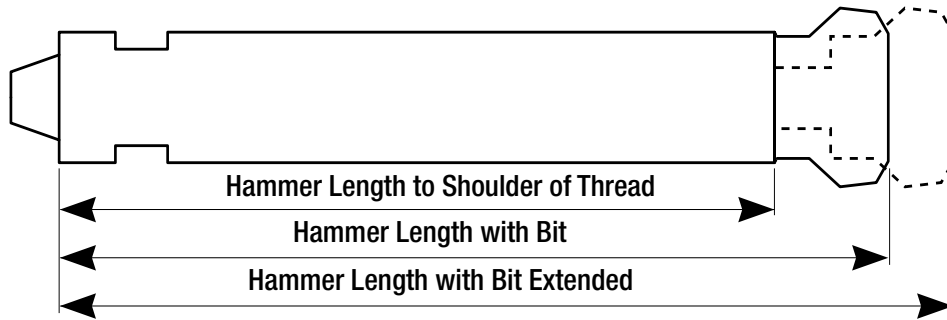 Hammer Length to Shoulder of Thread
Hammer Length with Bit
Hammer Length with Bit Extended